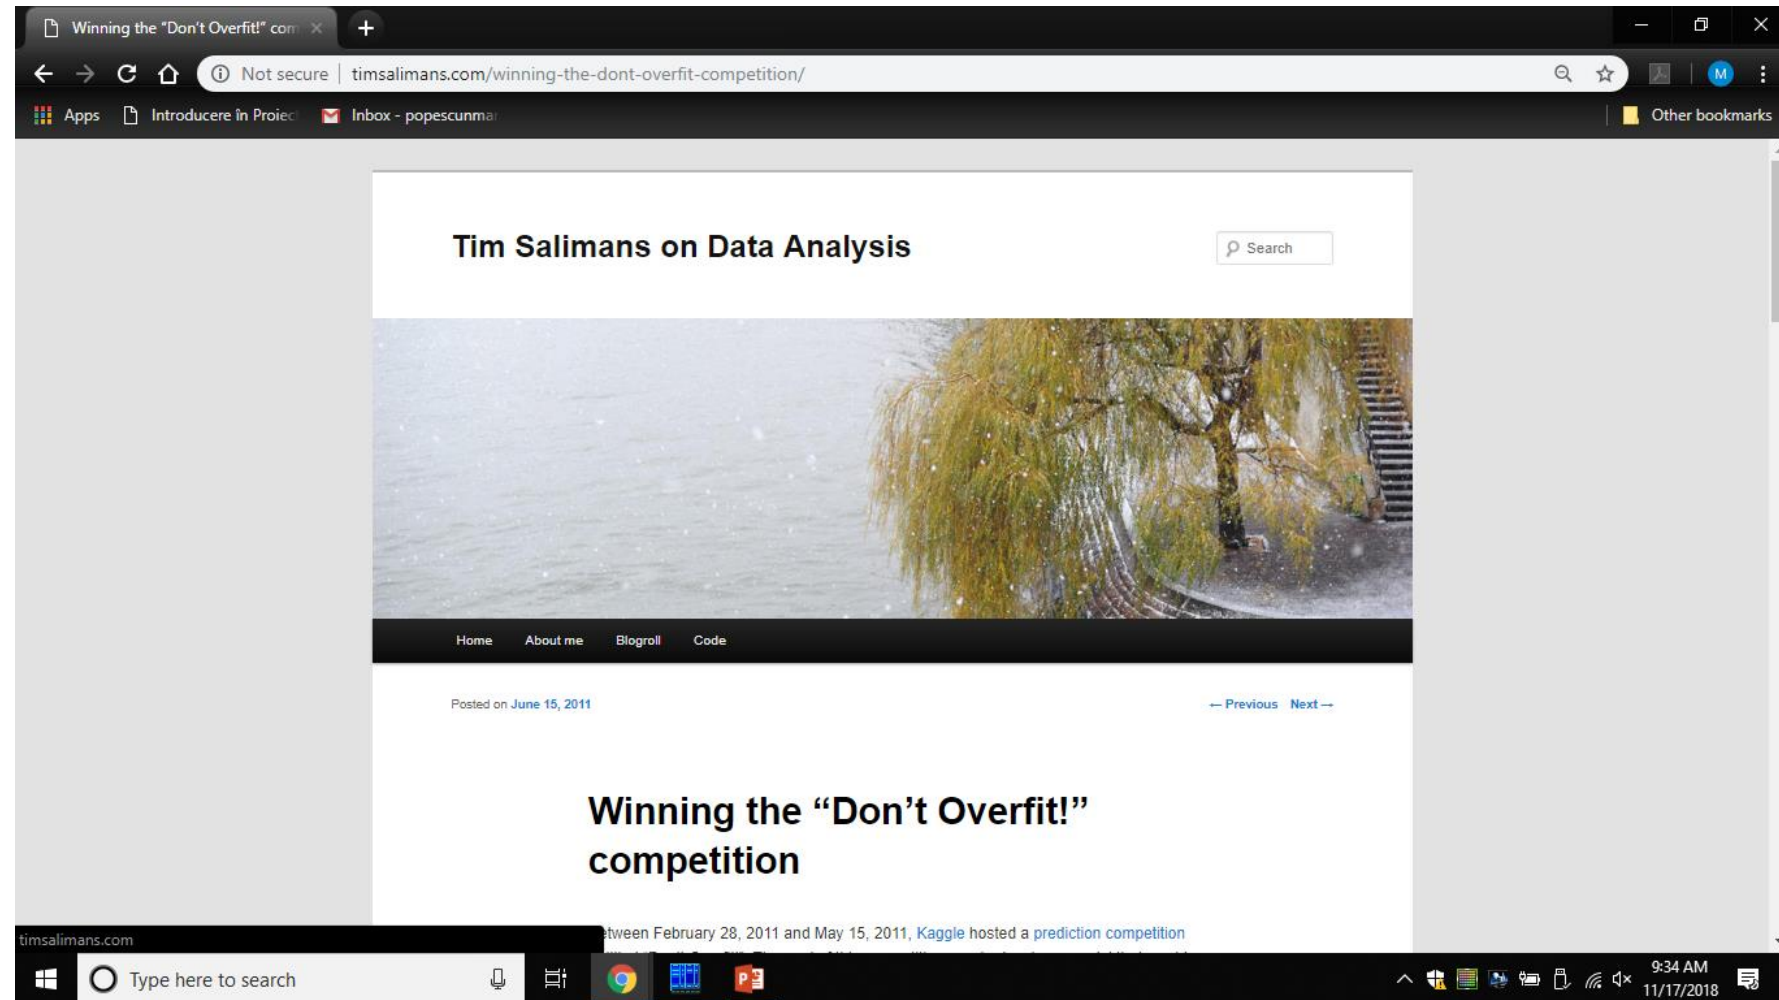 Winning the “Don't Overfit!” com
Not secure | timsalimans.com/winning-the-dont-overfit-competition/
M
Apps Introducere în Proiec Inbox - popescunmar Other bookmarks
Tim Salimans on Data Analysis
Search
Home About me Blogroll Code
Posted on June 15, 2011 ← Previous Next →
Winning the “Don’t Overfit!”
competition
tween February 28, 2011 and May 15, 2011, Kaggle hosted a prediction competition
timsalimans.com
Type here to search
9:34 AM
11/17/2018